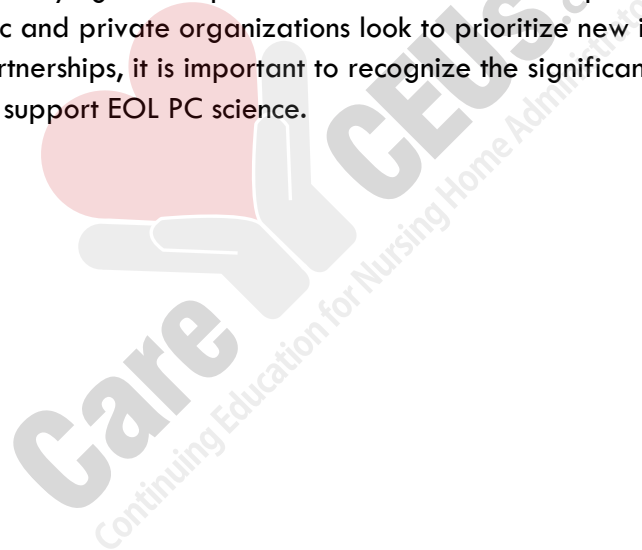 c and private organizations look to prioritize new i
rtnerships, it is important to recognize the significan
support EOL PC science.
Care
CEUs.
Continuing Education for Nursing Home Administrato